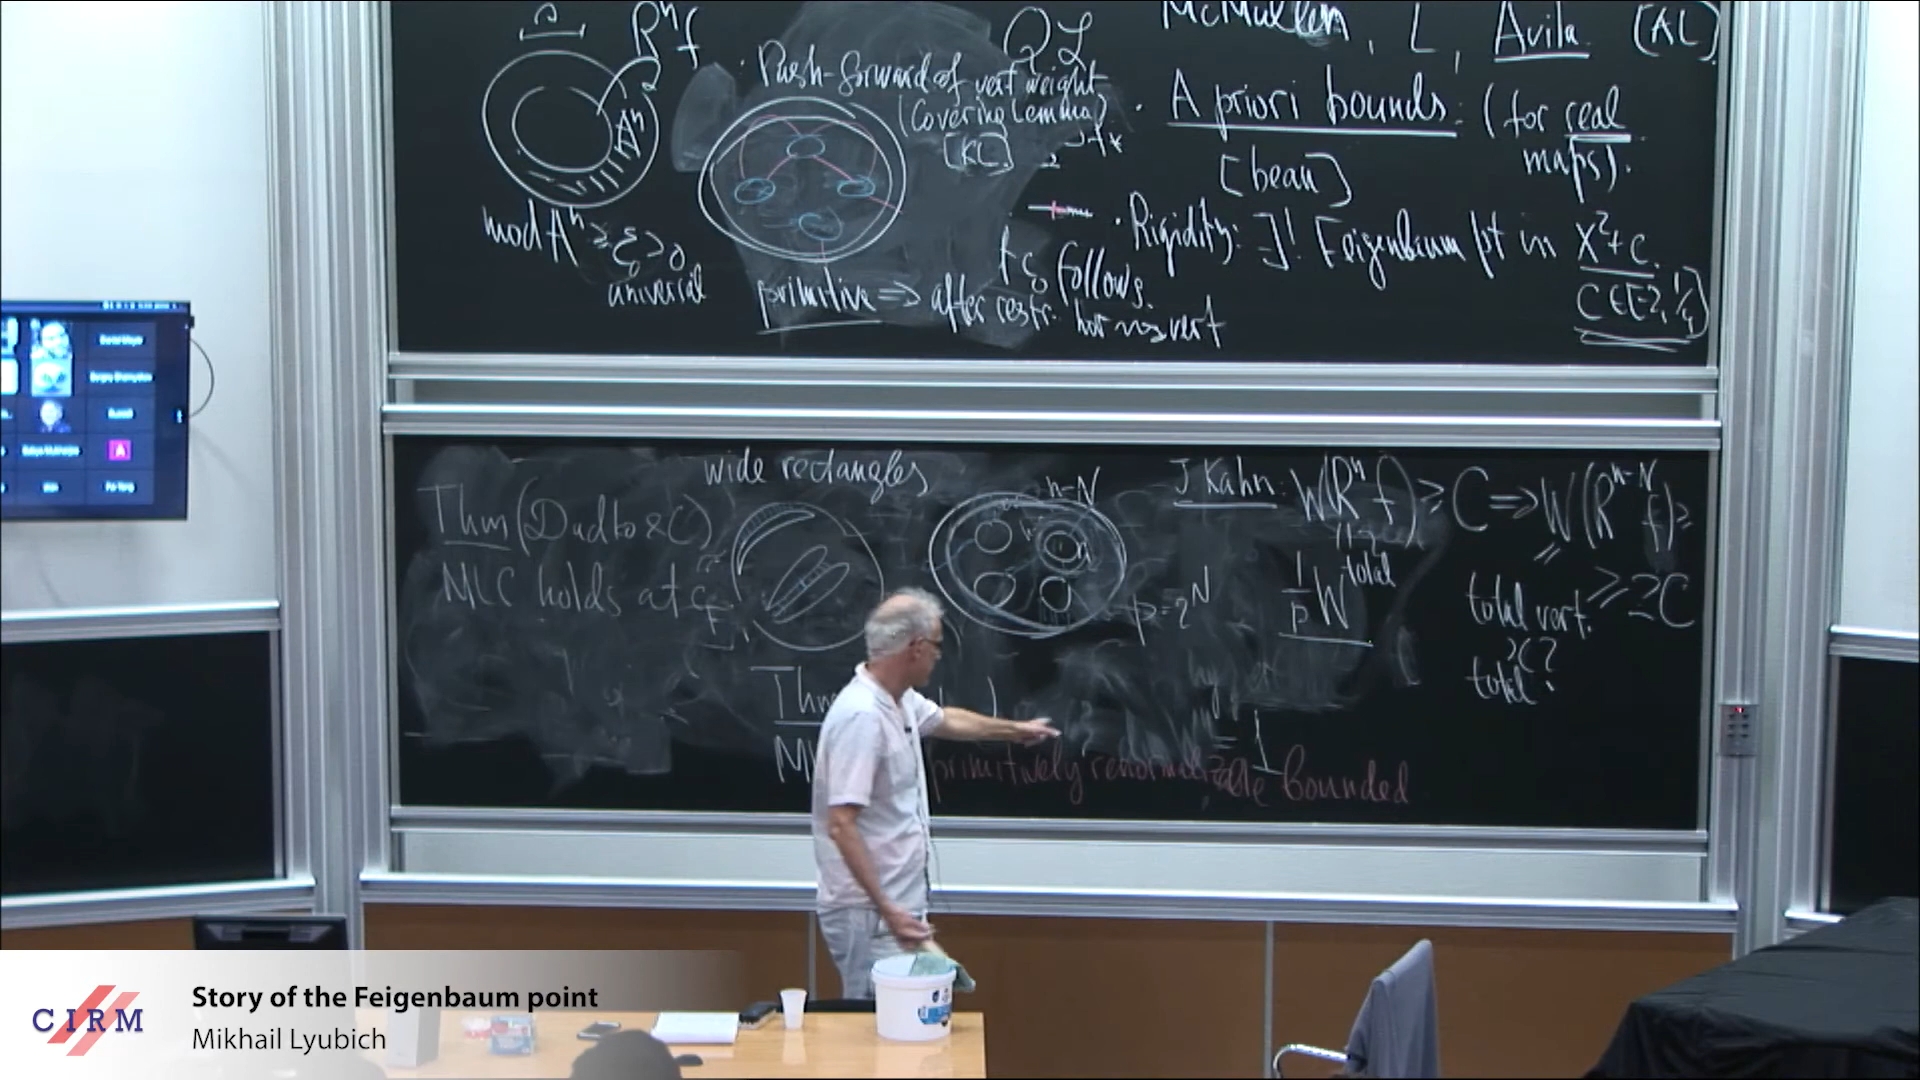 R^n f
A^n
mod A^n ≥ ξ_0 > 0
universal
QL
Push-forward of vert weight
(Covering Lemma)
[KL]
primitive => after restr. hor no vert
follows.
McMullen, L, Avila (AL)
· A priori bounds: (for real
maps).
[bean]
· Rigidity: ∃! Feigenbaum pt in X²+c
wide rectangles
Thm (Dudko & L)
MLC holds at c_F.
n-N
p=2^N
J. Kahn: W(R^n f) ≥ C => W(R^{n-N} f) ≥
≥ 2C
1/p W^total
total vert.
total?
Thm
primitively renormalizable bounded
= 1
CIRM
Story of the Feigenbaum point
Mikhail Lyubich